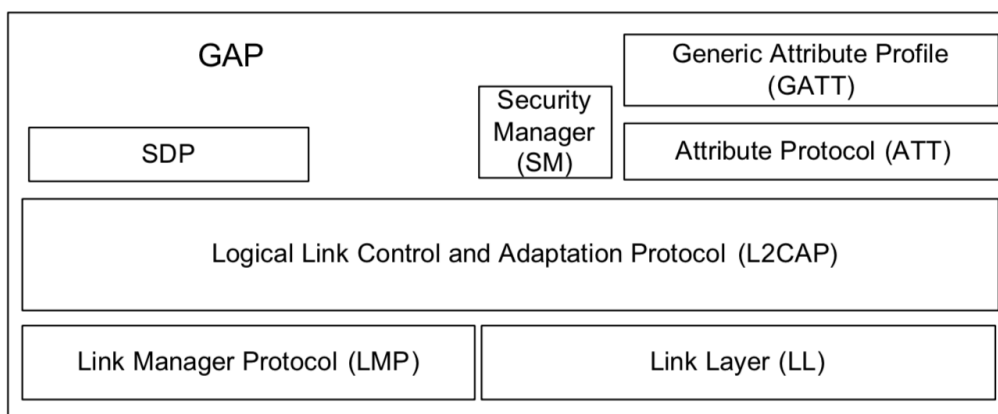 GAP
Generic Attribute Profile
(GATT)
Security
Manager
(SM)
SDP
Attribute Protocol (ATT)
Logical Link Control and Adaptation Protocol (L2CAP)
Link Manager Protocol (LMP)
Link Layer (LL)